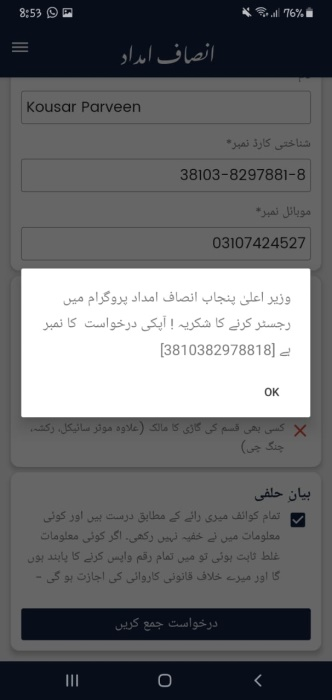 8:53 76%
انصاف امداد
Kousar Parveen
شناختی کارڈ نمبر*
38103-8297881-8
موبائل نمبر*
03107424527
وزیر اعلیٰ پنجاب انصاف امداد پروگرام میں
رجسٹر کرنے کا شکریہ ! آپکی درخواست کا نمبر
ہے [3810382978818]
OK
کسی بھی قسم کی گاڑی کا مالک (علاوہ موٹر سائیکل، رکشہ،
چنگ چی)
بیان حلفی
تمام کوائف میری رائے کے مطابق درست ہیں اور کوئی
معلومات میں نے خفیہ نہیں رکھی۔ اگر کوئی معلومات
غلط ثابت ہوئی تو میں تمام رقم واپس کرنے کا پابند ہوں
گا اور میرے خلاف قانونی کاروائی کی اجازت ہو گی -
درخواست جمع کریں